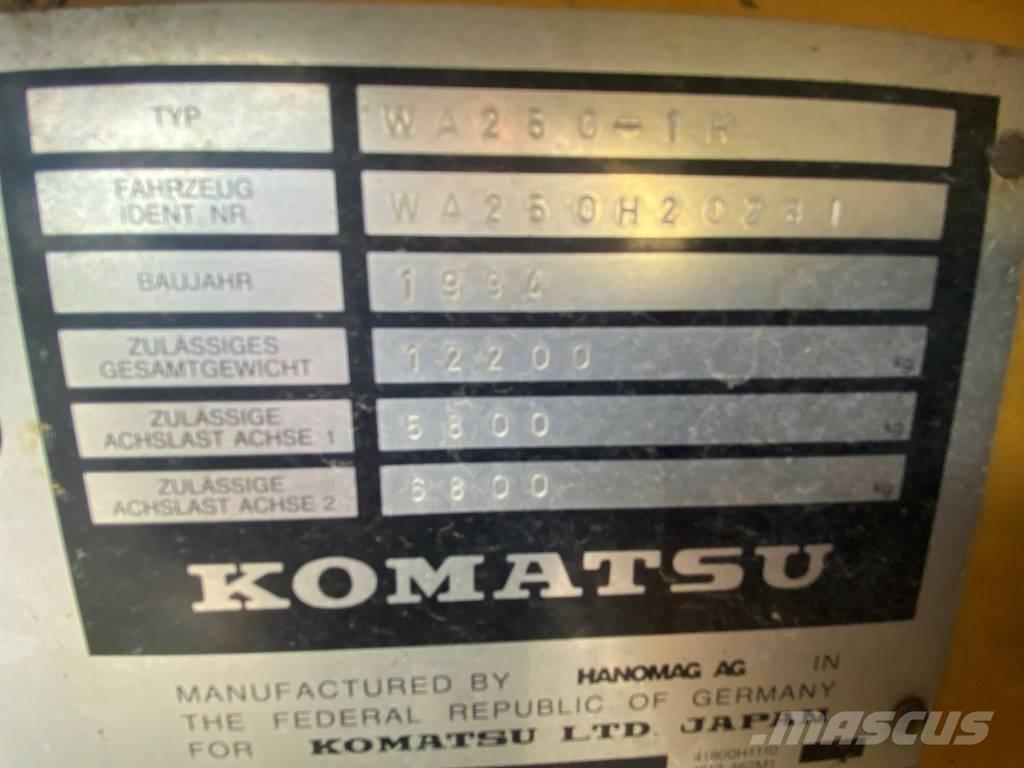 TYP WA250-1H
FAHRZEUG
IDENT. NR. WA250H20781
BAUJAHR 1994
ZULÄSSIGES
GESAMTGEWICHT 12200 kg
ZULÄSSIGE
ACHSLAST ACHSE 1 5800 kg
ZULÄSSIGE
ACHSLAST ACHSE 2 6800 kg
KOMATSU
MANUFACTURED BY HANOMAG AG IN
THE FEDERAL REPUBLIC OF GERMANY
FOR KOMATSU LTD. JAPAN
41800H1110
MASCUS